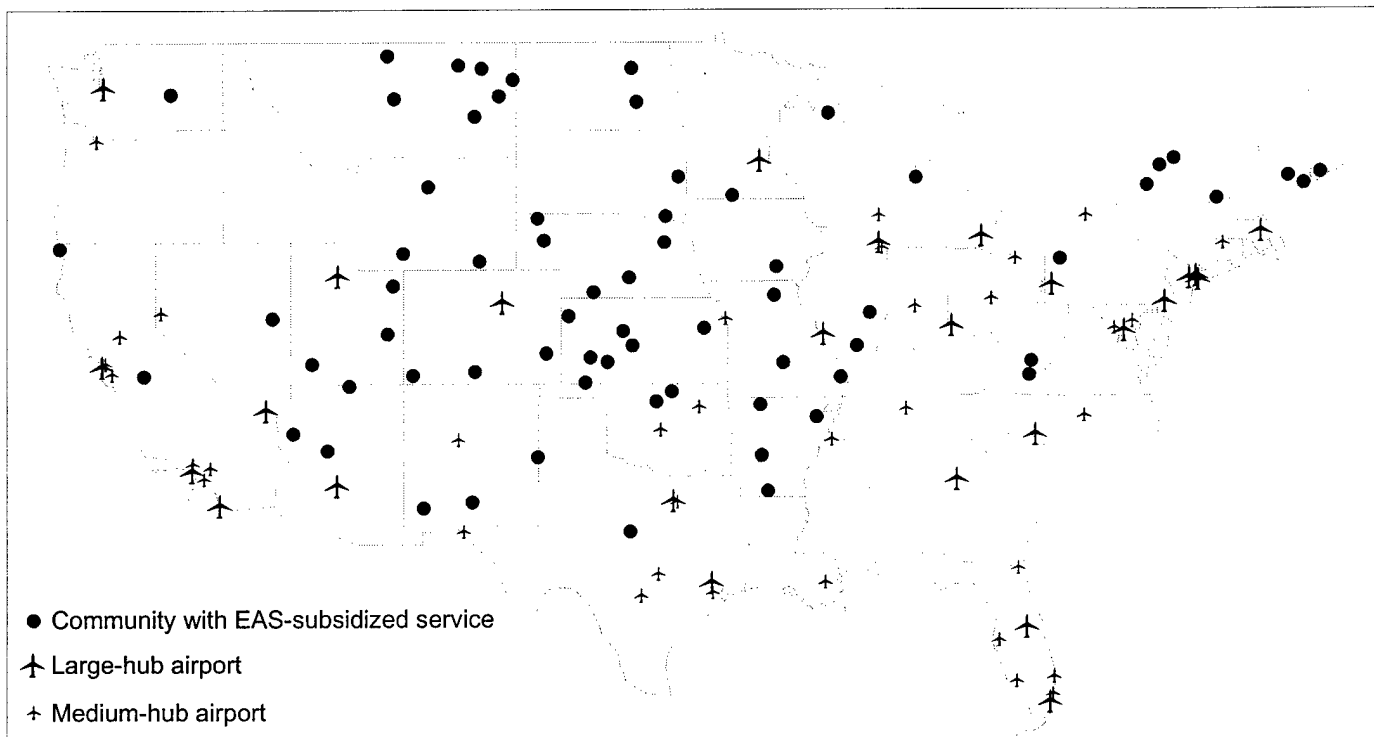 Community with EAS-subsidized service
Large-hub airport
Medium-hub airport